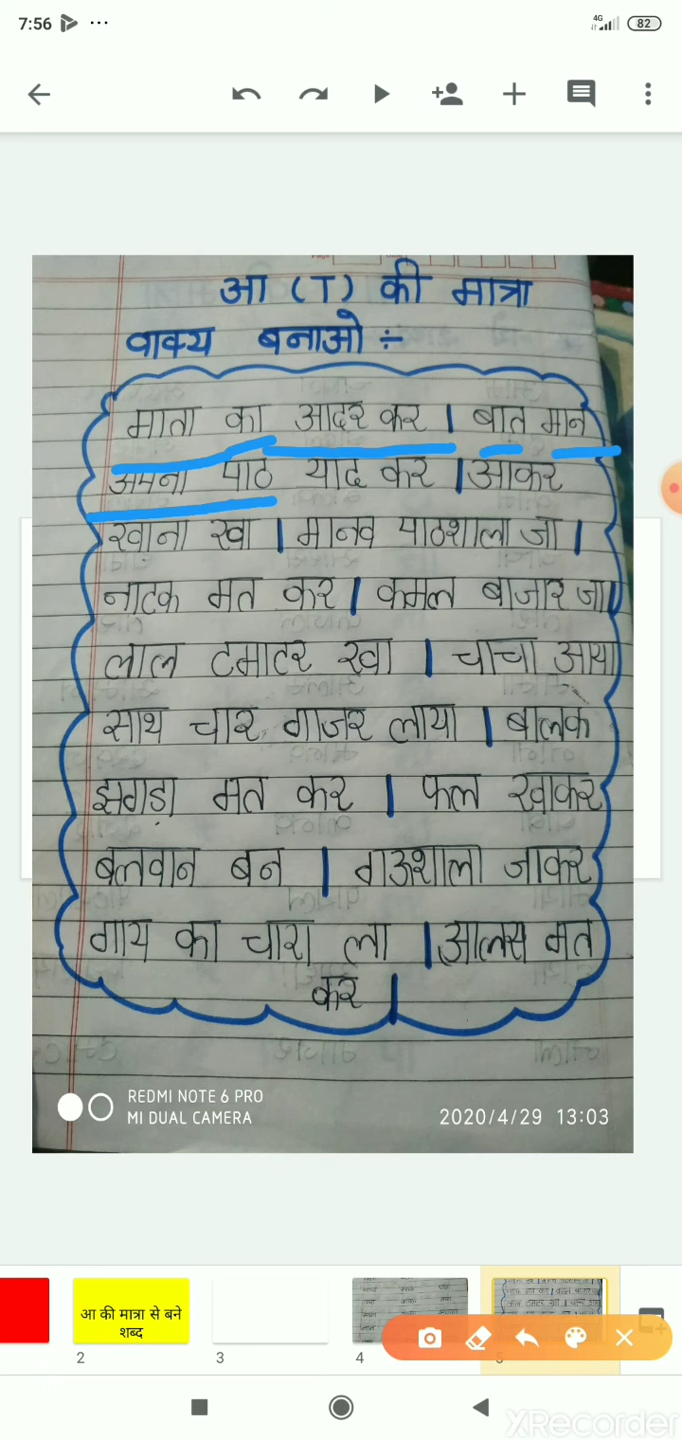 7:56
4G
82
आ (ा) की मात्रा
वाक्य बनाओ ÷
माता का आदर कर । बात मान
अपना पाठ याद कर । आकर
खाना खा । मानव पाठशाला जा ।
नाटक मत कर । कमल बाजार जा।
लाल टमाटर खा । चाचा आया
साथ चार गाजर लाया । बालक
झगड़ा मत कर । फल खाकर
बलवान बन । गऊशाला जाकर
गाय का चारा ला । आलस मत
कर ।
REDMI NOTE 6 PRO
MI DUAL CAMERA
2020/4/29 13:03
आ की मात्रा से बने
शब्द
2
3
4
5
XRecorder